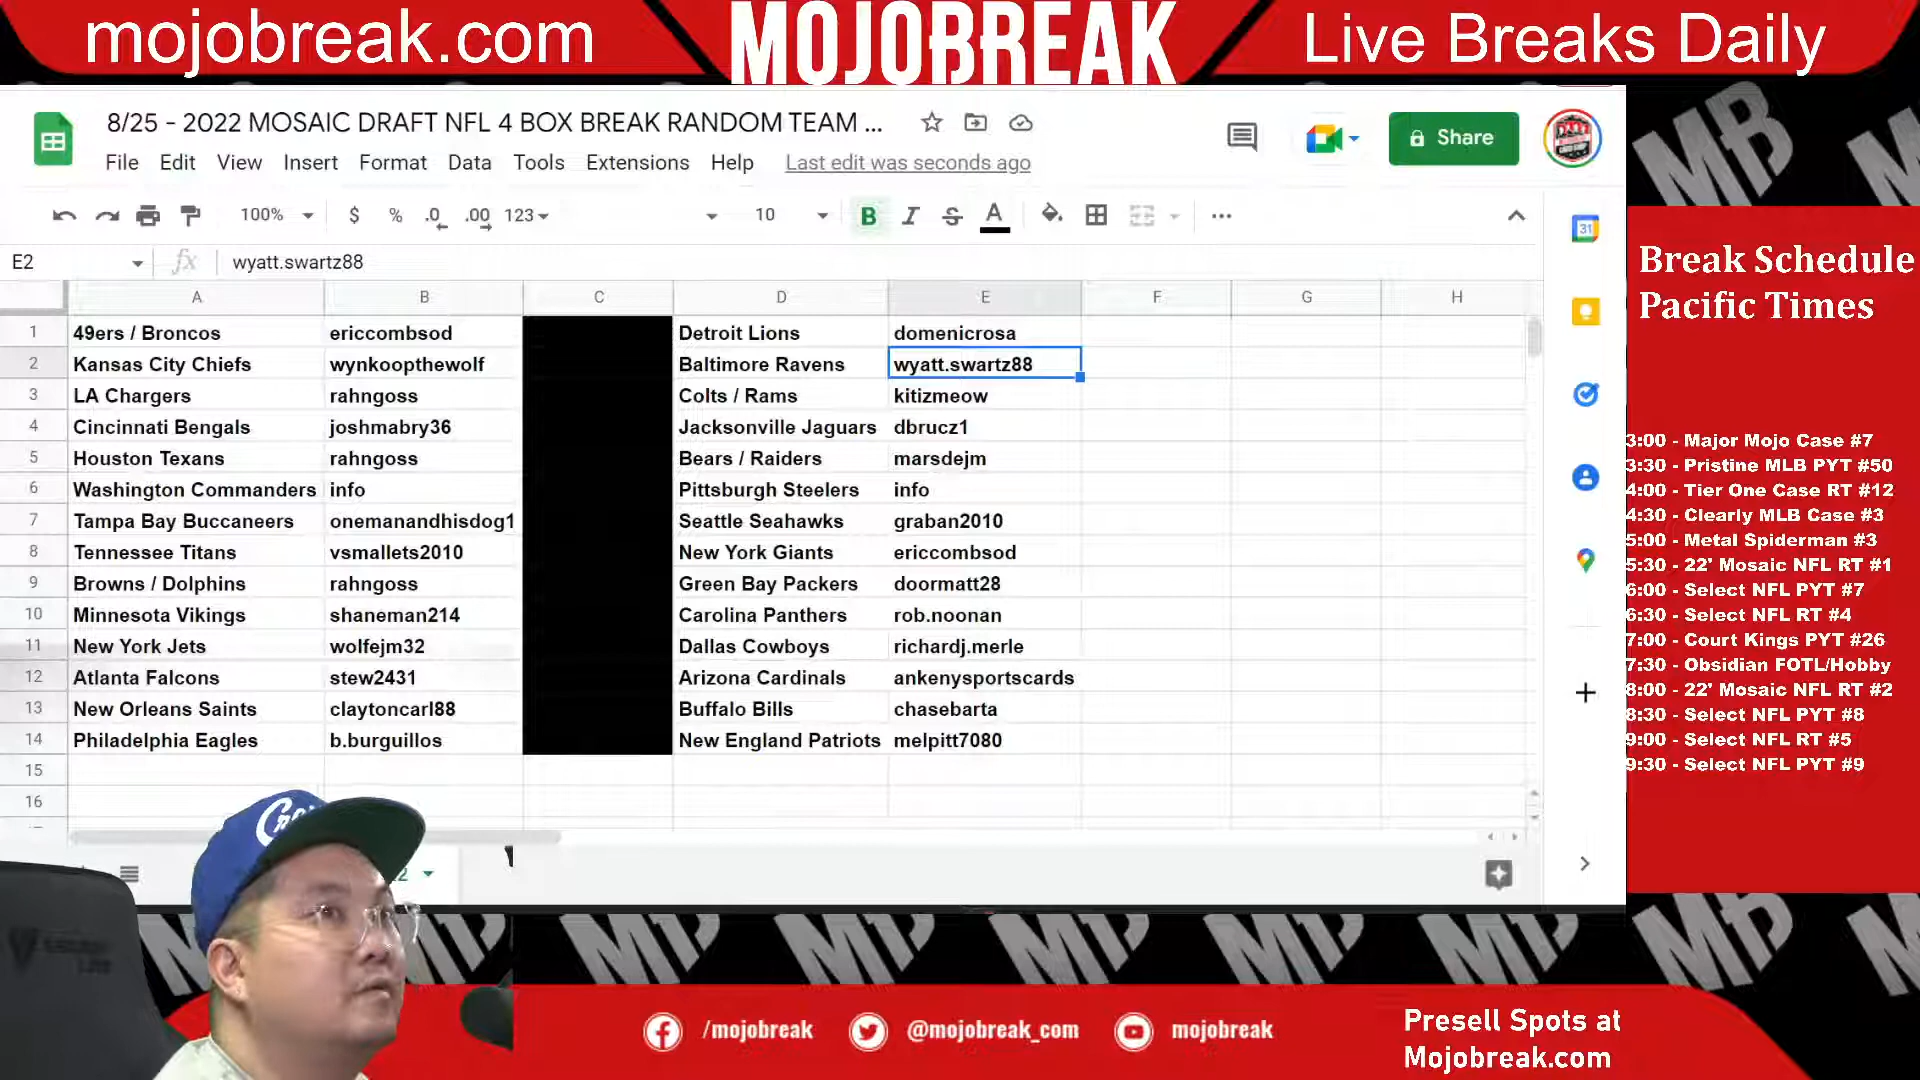 mojobreak.com
MOJOBREAK
Live Breaks Daily
8/25 - 2022 MOSAIC DRAFT NFL 4 BOX BREAK RANDOM TEAM ...
Share
File Edit View Insert Format Data Tools Extensions Help Last edit was seconds ago
100% $ % .0 .00 123 10 B I S A
E2 fx wyatt.swartz88
A B C D E F G H
1 49ers / Broncos ericcombsod Detroit Lions domenicrosa
2 Kansas City Chiefs wynkoopthewolf Baltimore Ravens wyatt.swartz88
3 LA Chargers rahngoss Colts / Rams kitizmeow
4 Cincinnati Bengals joshmabry36 Jacksonville Jaguars dbrucz1
5 Houston Texans rahngoss Bears / Raiders marsdejm
6 Washington Commanders info Pittsburgh Steelers info
7 Tampa Bay Buccaneers onemanandhisdog1 Seattle Seahawks graban2010
8 Tennessee Titans vsmallets2010 New York Giants ericcombsod
9 Browns / Dolphins rahngoss Green Bay Packers doormatt28
10 Minnesota Vikings shaneman214 Carolina Panthers rob.noonan
11 New York Jets wolfejm32 Dallas Cowboys richardj.merle
12 Atlanta Falcons stew2431 Arizona Cardinals ankenysportscards
13 New Orleans Saints claytoncarl88 Buffalo Bills chasebarta
14 Philadelphia Eagles b.burguillos New England Patriots melpitt7080
15
16
31
Break Schedule
Pacific Times
3:00 - Major Mojo Case #7
3:30 - Pristine MLB PYT #50
4:00 - Tier One Case RT #12
4:30 - Clearly MLB Case #3
5:00 - Metal Spiderman #3
5:30 - 22' Mosaic NFL RT #1
6:00 - Select NFL PYT #7
6:30 - Select NFL RT #4
7:00 - Court Kings PYT #26
7:30 - Obsidian FOTL/Hobby
8:00 - 22' Mosaic NFL RT #2
8:30 - Select NFL PYT #8
9:00 - Select NFL RT #5
9:30 - Select NFL PYT #9
/mojobreak @mojobreak_com mojobreak
Presell Spots at
Mojobreak.com